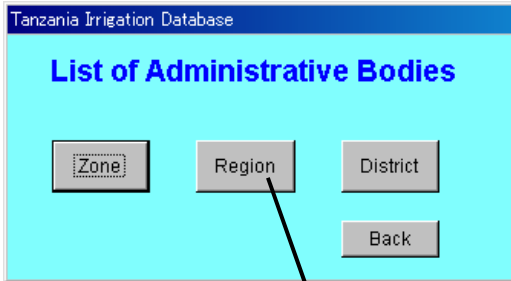 Tanzania Irrigation Database
List of Administrative Bodies
Zone Region District
Back